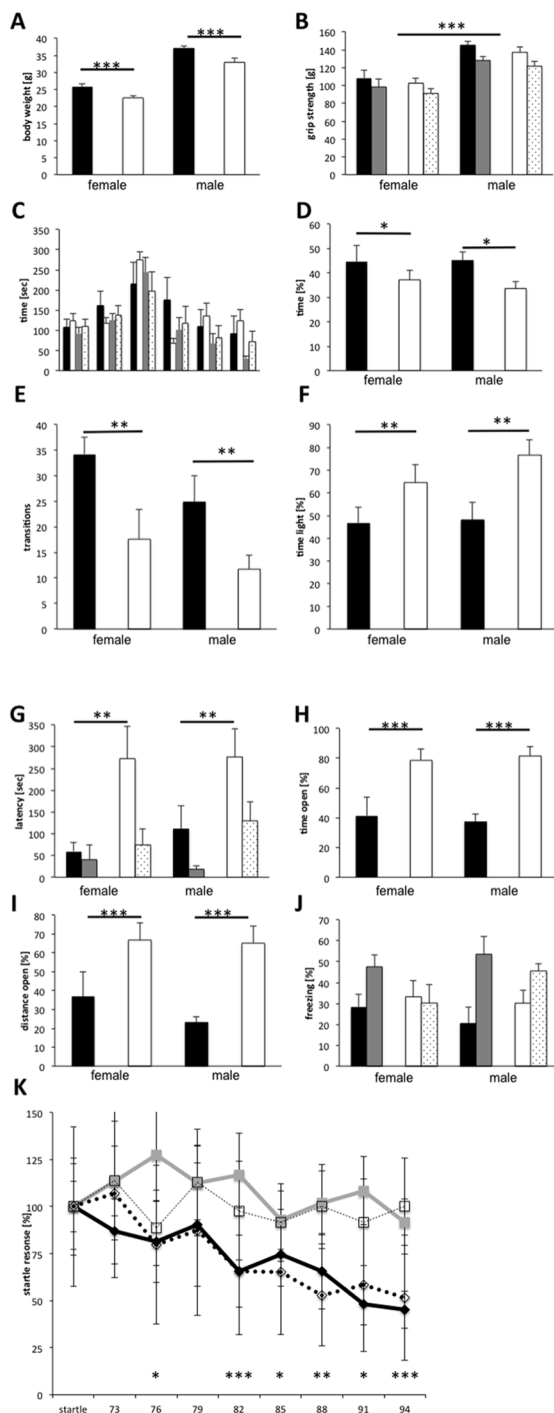 A
B
body weight [g]
45
40
35
30
25
20
15
10
5
0
***
***
female
male
grip strength [g]
160
140
120
100
80
60
40
20
0
***
female
male
C
D
time [sec]
350
300
250
200
150
100
50
0
time [%]
60
50
40
30
20
10
0
*
*
female
male
E
F
transitions
40
35
30
25
20
15
10
5
0
**
**
female
male
time light [%]
90
80
70
60
50
40
30
20
10
0
**
**
female
male
G
H
latency [sec]
350
300
250
200
150
100
50
0
**
**
female
male
time open [%]
100
80
60
40
20
0
***
***
female
male
I
J
distance open [%]
80
70
60
50
40
30
20
10
0
***
***
female
male
freezing [%]
70
60
50
40
30
20
10
0
female
male
K
startle resonse [%]
150
125
100
75
50
25
0
* *** * ** * ***
startle 73 76 79 82 85 88 91 94